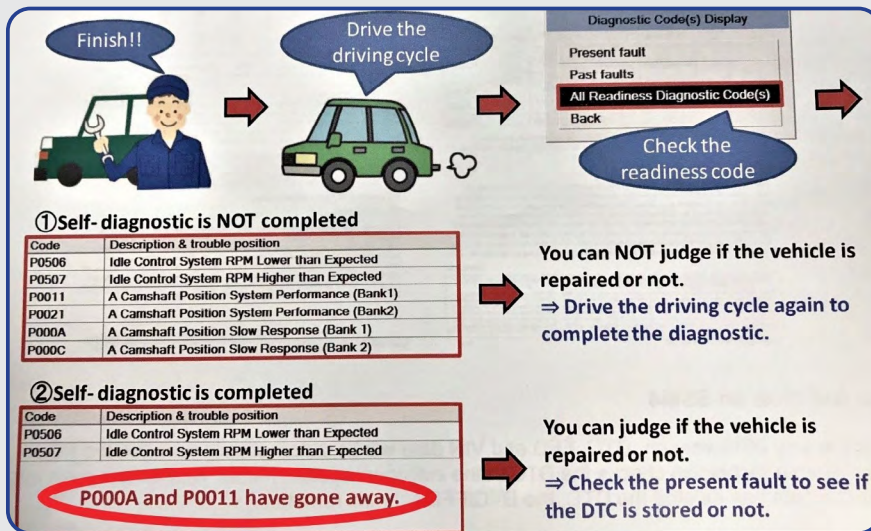 Finish!!
Drive the
driving cycle
Diagnostic Code(s) Display
Present fault
Past faults
All Readiness Diagnostic Code(s)
Back
Check the
readiness code
①Self- diagnostic is NOT completed
Code Description & trouble position
P0506 Idle Control System RPM Lower than Expected
P0507 Idle Control System RPM Higher than Expected
P0011 A Camshaft Position System Performance (Bank1)
P0021 A Camshaft Position System Performance (Bank2)
P000A A Camshaft Position Slow Response (Bank 1)
P000C A Camshaft Position Slow Response (Bank 2)
You can NOT judge if the vehicle is
repaired or not.
⇒ Drive the driving cycle again to
complete the diagnostic.
②Self- diagnostic is completed
Code Description & trouble position
P0506 Idle Control System RPM Lower than Expected
P0507 Idle Control System RPM Higher than Expected
P000A and P0011 have gone away.
You can judge if the vehicle is
repaired or not.
⇒ Check the present fault to see if
the DTC is stored or not.